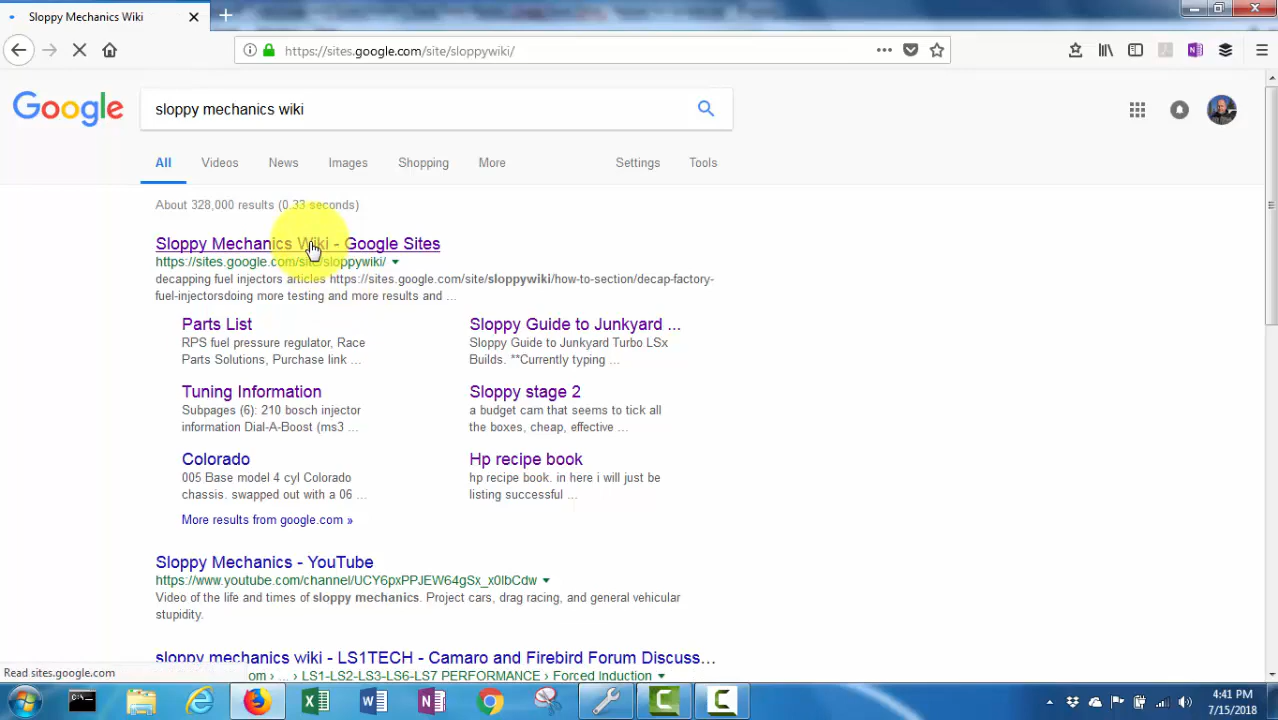 Sloppy Mechanics Wiki
https://sites.google.com/site/sloppywiki/
Google
sloppy mechanics wiki
All Videos News Images Shopping More Settings Tools
About 328,000 results (0.33 seconds)
Sloppy Mechanics Wiki - Google Sites
https://sites.google.com/site/sloppywiki/
decapping fuel injectors articles https://sites.google.com/site/sloppywiki/how-to-section/decap-factory-
fuel-injectorsdoing more testing and more results and ...
Parts List
RPS fuel pressure regulator, Race
Parts Solutions, Purchase link ...
Sloppy Guide to Junkyard ...
Sloppy Guide to Junkyard Turbo LSx
Builds. **Currently typing ...
Tuning Information
Subpages (6): 210 bosch injector
information Dial-A-Boost (ms3 ...
Sloppy stage 2
a budget cam that seems to tick all
the boxes, cheap, effective ...
Colorado
005 Base model 4 cyl Colorado
chassis. swapped out with a 06 ...
Hp recipe book
hp recipe book. in here i will just be
listing successful ...
More results from google.com »
Sloppy Mechanics - YouTube
https://www.youtube.com/channel/UCY6pxPPJEW64gSx_x0IbCdw
Video of the life and times of sloppy mechanics. Project cars, drag racing, and general vehicular
stupidity.
sloppy mechanics wiki - LS1TECH - Camaro and Firebird Forum Discuss...
om › ... › LS1-LS2-LS3-LS6-LS7 PERFORMANCE › Forced Induction
Read sites.google.com
4:41 PM
7/15/2018